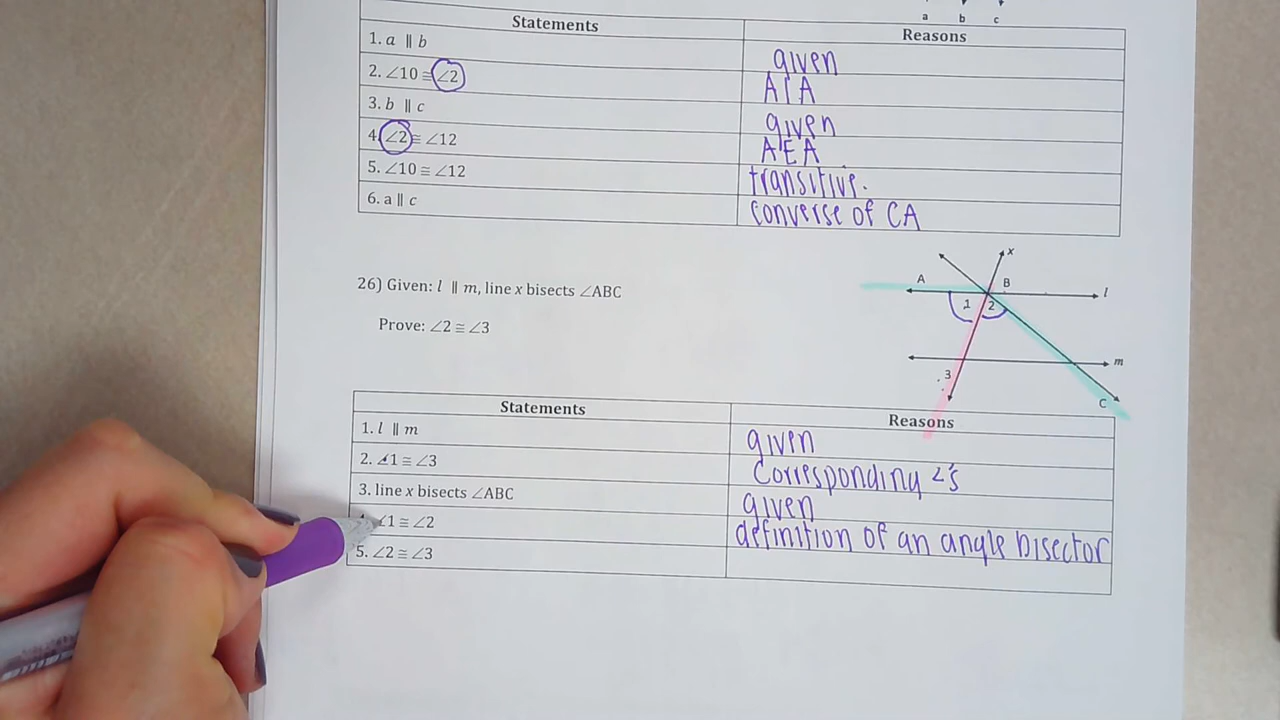 a b c
Statements Reasons
1. a ∥ b given
2. ∠10 ≅ ∠2 AIA
3. b ∥ c given
4. ∠2 ≅ ∠12 AEA
5. ∠10 ≅ ∠12 transitive.
6. a ∥ c converse of CA
26) Given: l ∥ m, line x bisects ∠ABC
Prove: ∠2 ≅ ∠3
x
A B l
1 2
m
3
C
Statements Reasons
1. l ∥ m given
2. ∠1 ≅ ∠3 Corresponding ∠'s
3. line x bisects ∠ABC given
∠1 ≅ ∠2 definition of an angle bisector
5. ∠2 ≅ ∠3